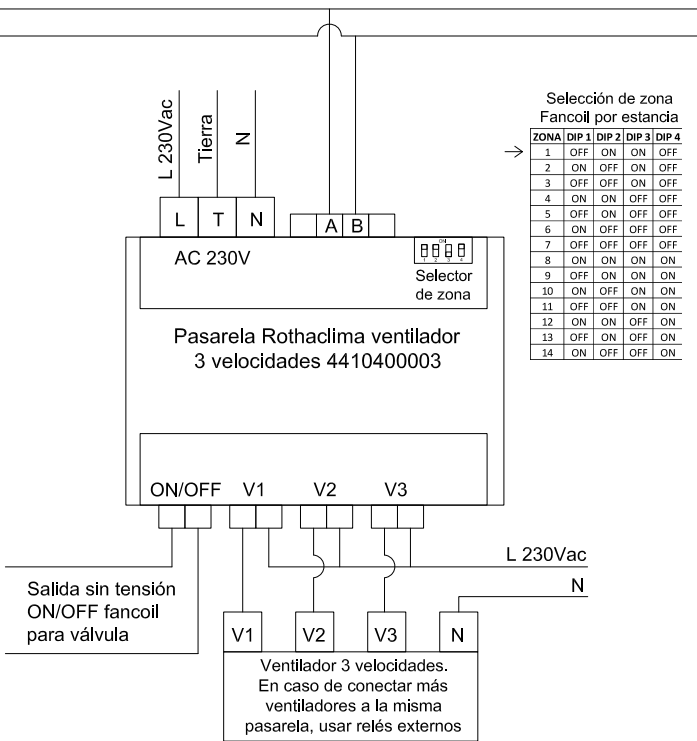 L 230Vac
Tierra
N
L T N
A B
AC 230V
ON
1 2 3 4
Selector
de zona
Selección de zona
Fancoil por estancia
ZONA DIP 1 DIP 2 DIP 3 DIP 4
→ 1 OFF ON ON OFF
2 ON OFF ON OFF
3 OFF OFF ON OFF
4 ON ON OFF OFF
5 OFF ON OFF OFF
6 ON OFF OFF OFF
7 OFF OFF OFF OFF
8 ON ON ON ON
9 OFF ON ON ON
10 ON OFF ON ON
11 OFF OFF ON ON
12 ON ON OFF ON
13 OFF ON OFF ON
14 ON OFF OFF ON
Pasarela Rothaclima ventilador
3 velocidades 4410400003
ON/OFF V1 V2 V3
L 230Vac
N
Salida sin tensión
ON/OFF fancoil
para válvula
V1 V2 V3 N
Ventilador 3 velocidades.
En caso de conectar más
ventiladores a la misma
pasarela, usar relés externos